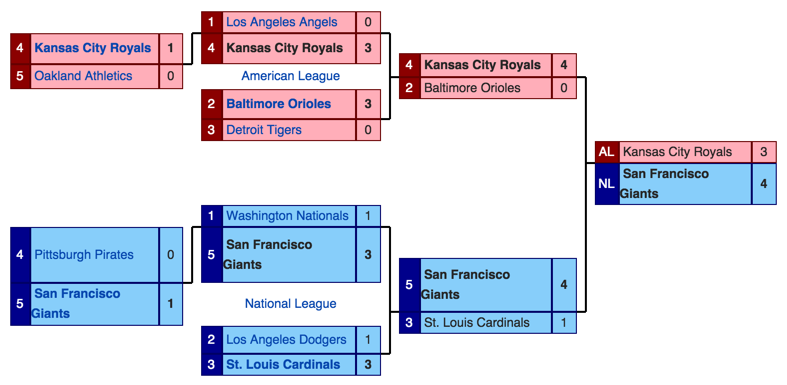 4 Kansas City Royals 1
5 Oakland Athletics 0
1 Los Angeles Angels 0
4 Kansas City Royals 3
American League
2 Baltimore Orioles 3
3 Detroit Tigers 0
4 Kansas City Royals 4
2 Baltimore Orioles 0
AL Kansas City Royals 3
NL San Francisco
Giants 4
4 Pittsburgh Pirates 0
5 San Francisco
Giants 1
1 Washington Nationals 1
5 San Francisco
Giants 3
National League
2 Los Angeles Dodgers 1
3 St. Louis Cardinals 3
5 San Francisco
Giants 4
3 St. Louis Cardinals 1